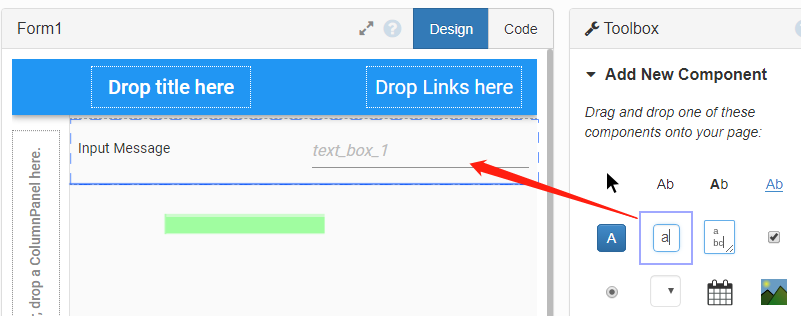 Form1
Design
Code
Toolbox
Drop title here
Drop Links here
Add New Component
Drag and drop one of these
components onto your page:
Input Message
text_box_1
Ab
Ab
Ab
A
a
a
bc
drop a ColumnPanel here.